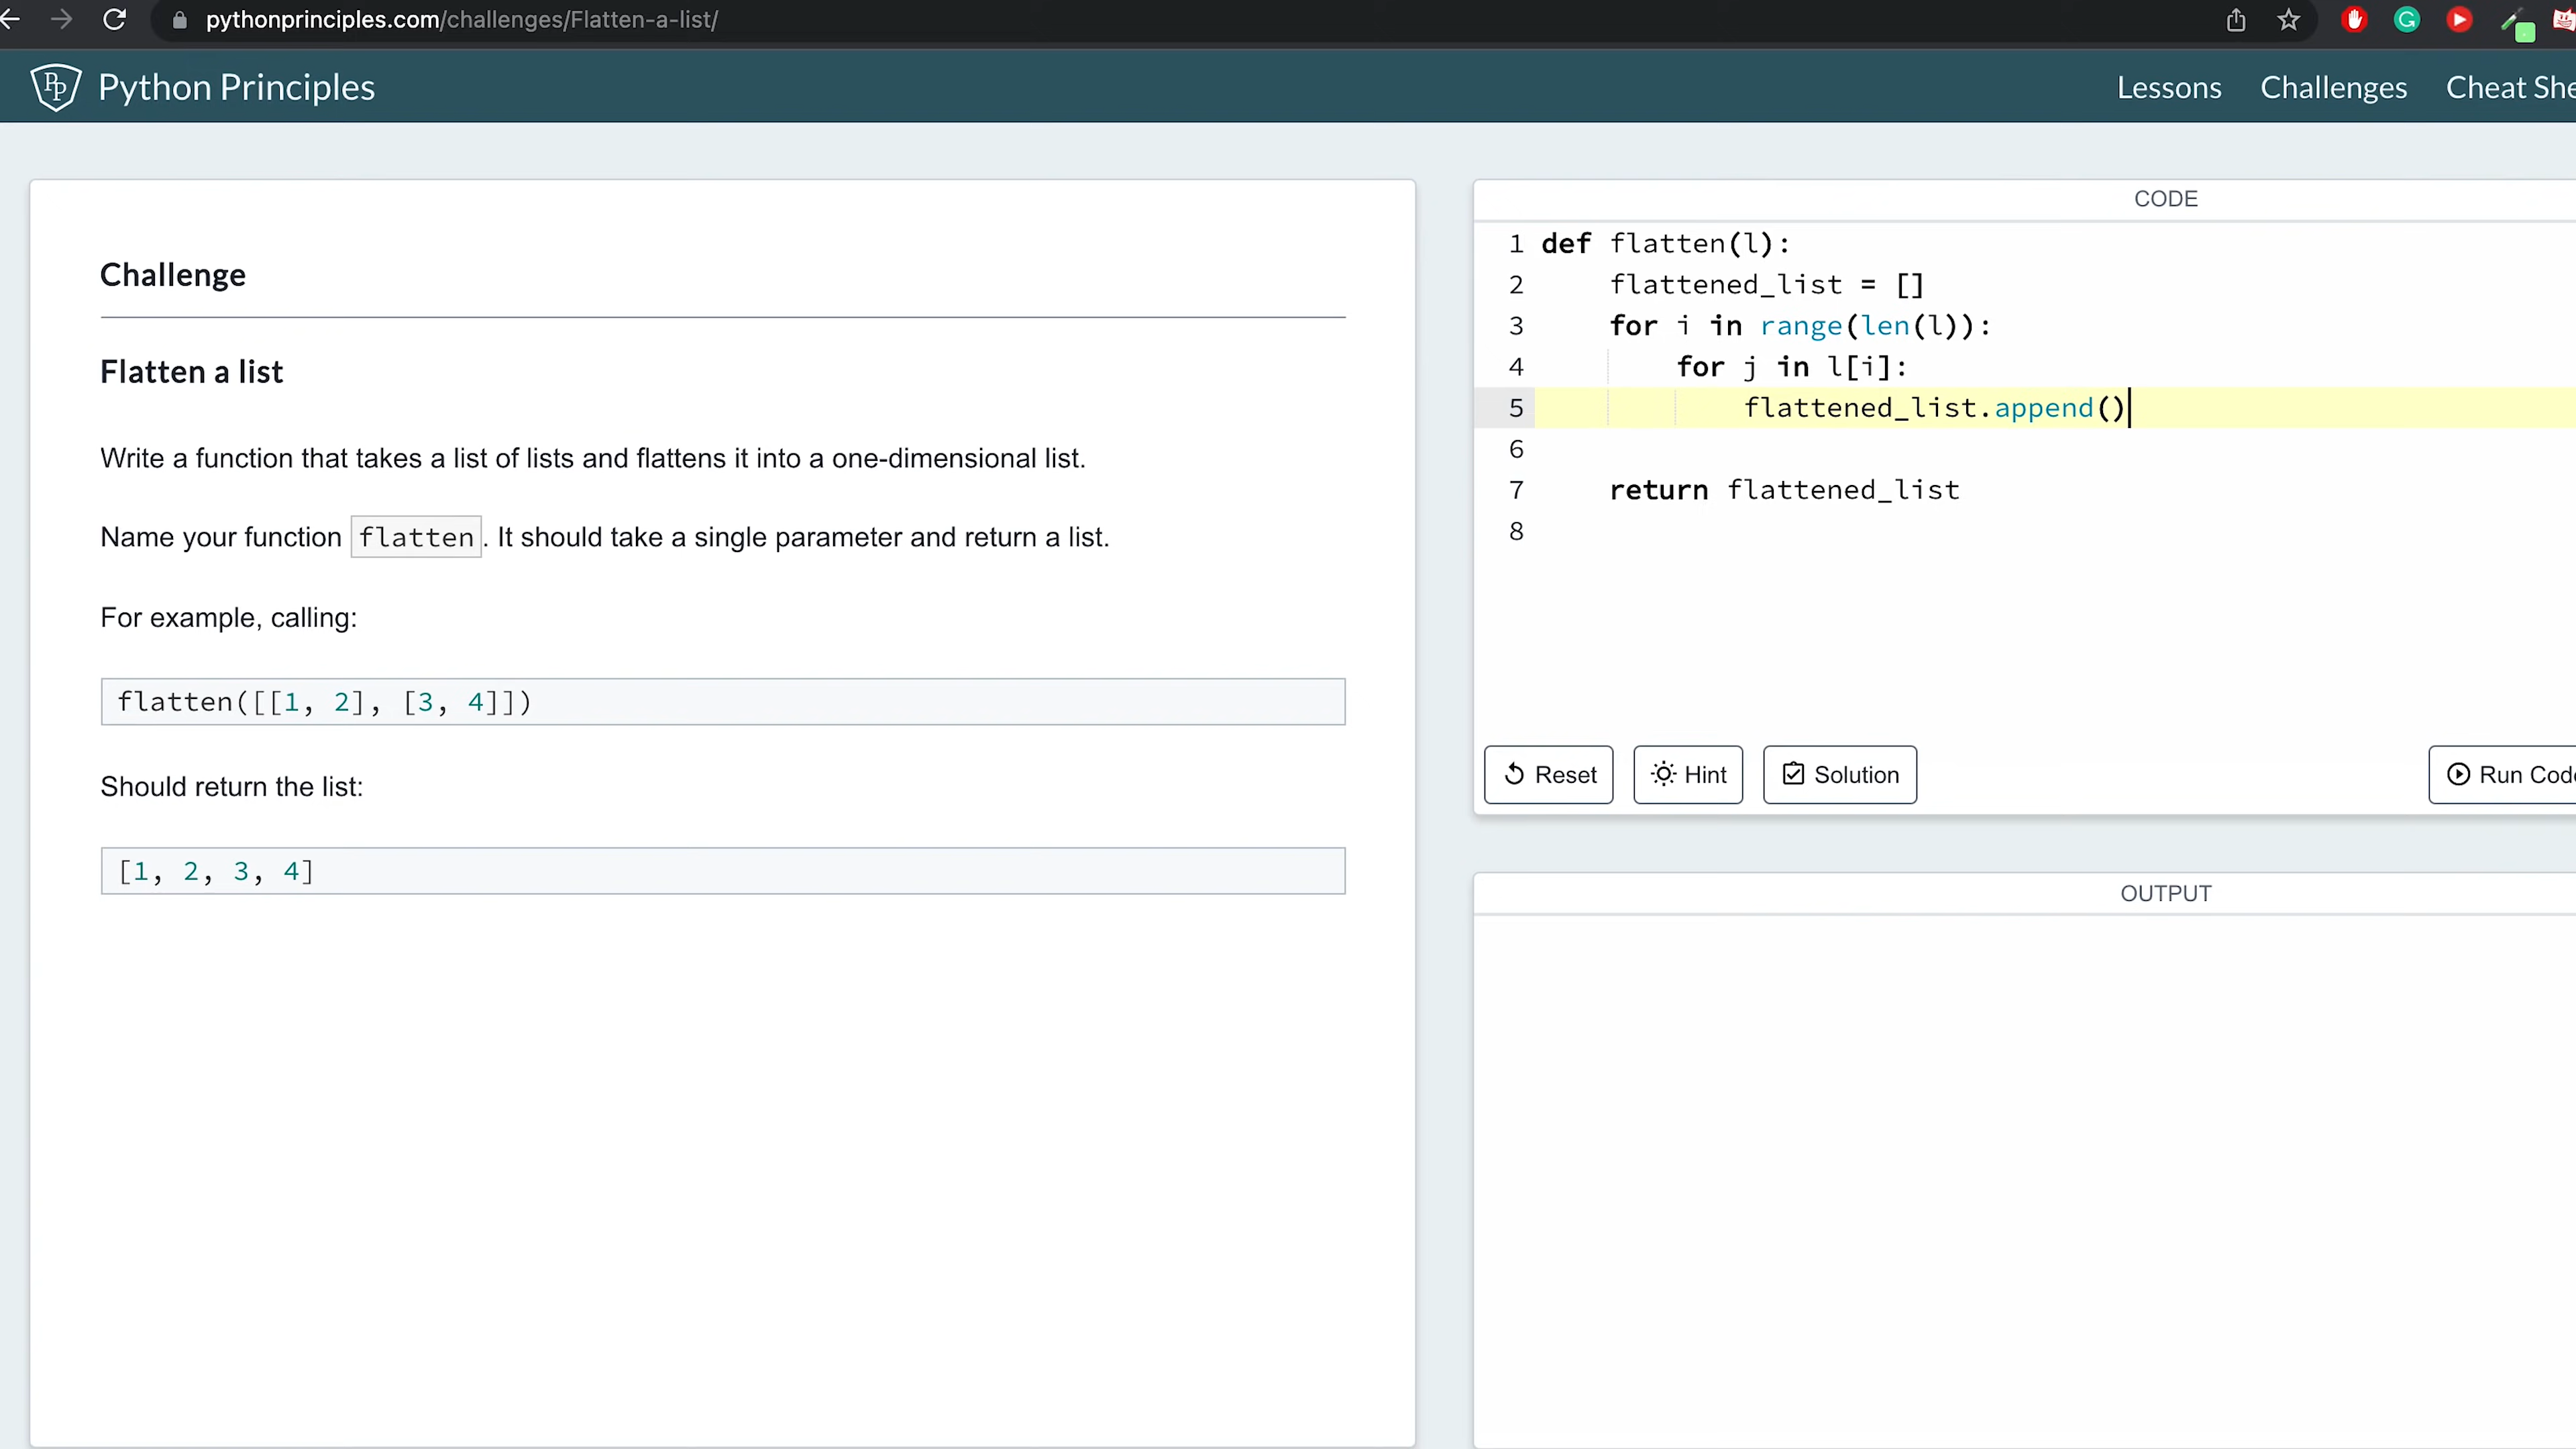 pythonprinciples.com/challenges/Flatten-a-list/
Python Principles
Lessons Challenges Cheat She
Challenge
Flatten a list
Write a function that takes a list of lists and flattens it into a one-dimensional list.
Name your function flatten. It should take a single parameter and return a list.
For example, calling:
flatten([[1, 2], [3, 4]])
Should return the list:
[1, 2, 3, 4]
CODE
1 def flatten(l):
2 flattened_list = []
3 for i in range(len(l)):
4 for j in l[i]:
5 flattened_list.append()
6
7 return flattened_list
8
Reset Hint Solution Run Code
OUTPUT